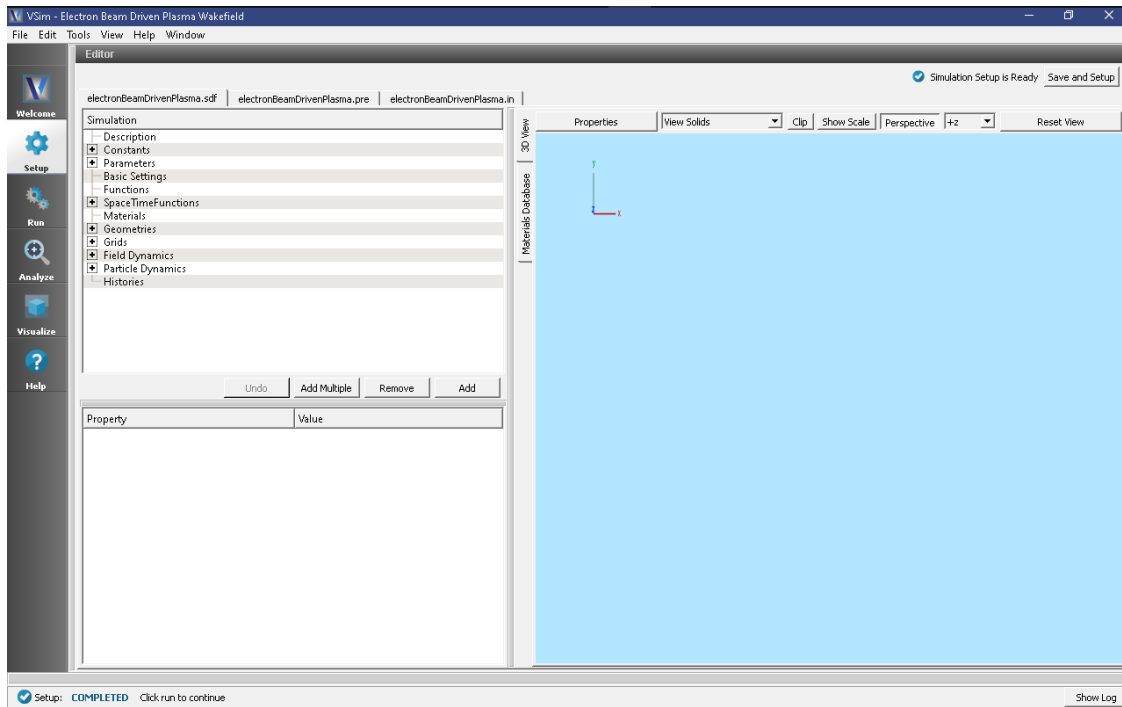 VSim - Electron Beam Driven Plasma Wakefield
File Edit Tools View Help Window
Editor
Simulation Setup is Ready Save and Setup
Welcome
Setup
Run
Analyze
Visualize
Help
electronBeamDrivenPlasma.sdf electronBeamDrivenPlasma.pre electronBeamDrivenPlasma.in
Simulation
Description
Constants
Parameters
Basic Settings
Functions
SpaceTimeFunctions
Materials
Geometries
Grids
Field Dynamics
Particle Dynamics
Histories
Undo Add Multiple Remove Add
Property Value
3D View
Materials Database
Properties View Solids Clip Show Scale Perspective +z Reset View
y
z x
Setup: COMPLETED Click run to continue Show Log